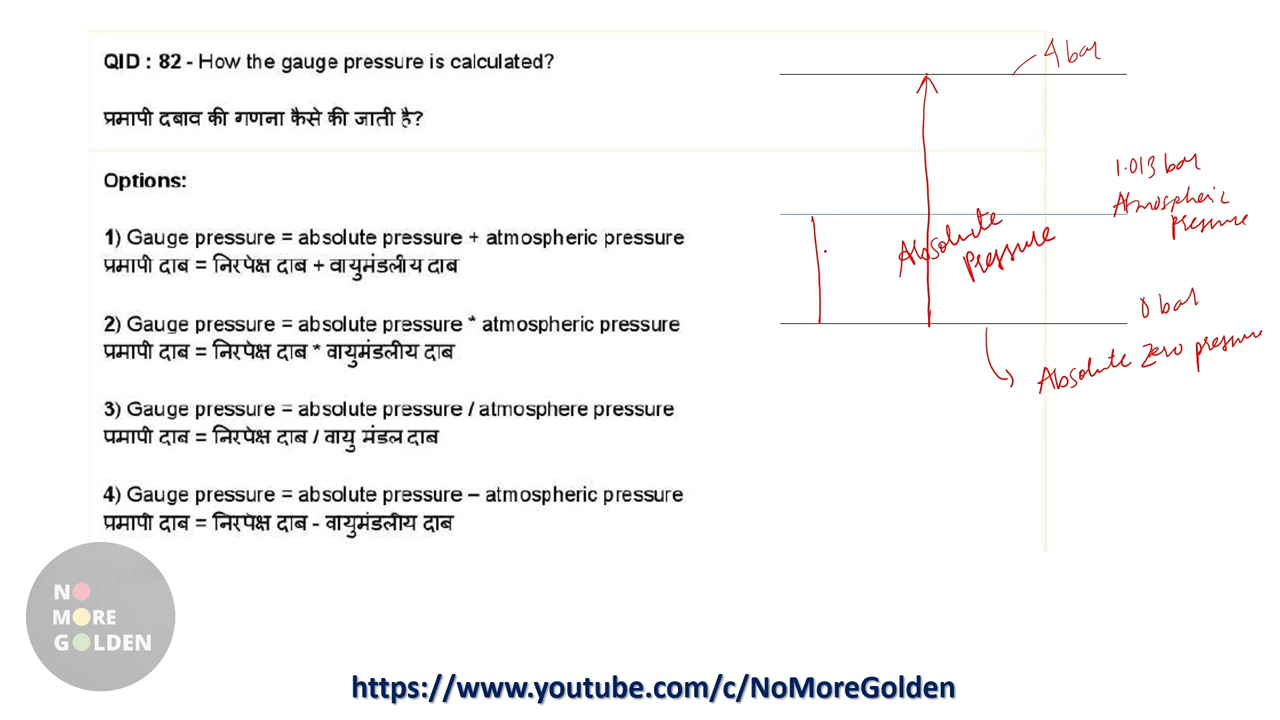 QID : 82 - How the gauge pressure is calculated?
प्रमापी दबाव की गणना कैसे की जाती है?
Options:
1) Gauge pressure = absolute pressure + atmospheric pressure
प्रमापी दाब = निरपेक्ष दाब + वायुमंडलीय दाब
2) Gauge pressure = absolute pressure * atmospheric pressure
प्रमापी दाब = निरपेक्ष दाब * वायुमंडलीय दाब
3) Gauge pressure = absolute pressure / atmosphere pressure
प्रमापी दाब = निरपेक्ष दाब / वायु मंडल दाब
4) Gauge pressure = absolute pressure – atmospheric pressure
प्रमापी दाब = निरपेक्ष दाब - वायुमंडलीय दाब
4 bar
1.013 bar
Atmospheric
pressure
Absolute
Pressure
0 bar
Absolute Zero pressure
NO
MORE
GOLDEN
https://www.youtube.com/c/NoMoreGolden